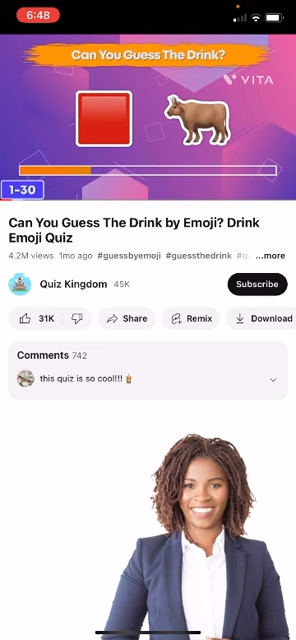 6:48
Can You Guess The Drink?
VITA
1-30
Can You Guess The Drink by Emoji? Drink
Emoji Quiz
4.2M views 1mo ago #guessbyemoji #guessthedrink ...more
Quiz Kingdom 45K
Subscribe
31K
Share
Remix
Download
Comments 742
this quiz is so cool!!!